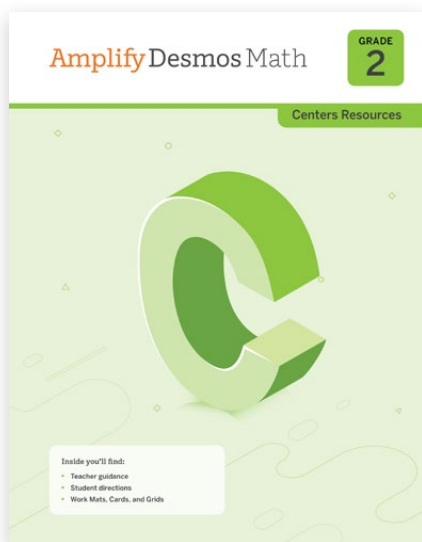 Amplify Desmos Math
GRADE
2
Centers Resources
Inside you'll find:
• Teacher guidance
• Student directions
• Work Mats, Cards, and Grids